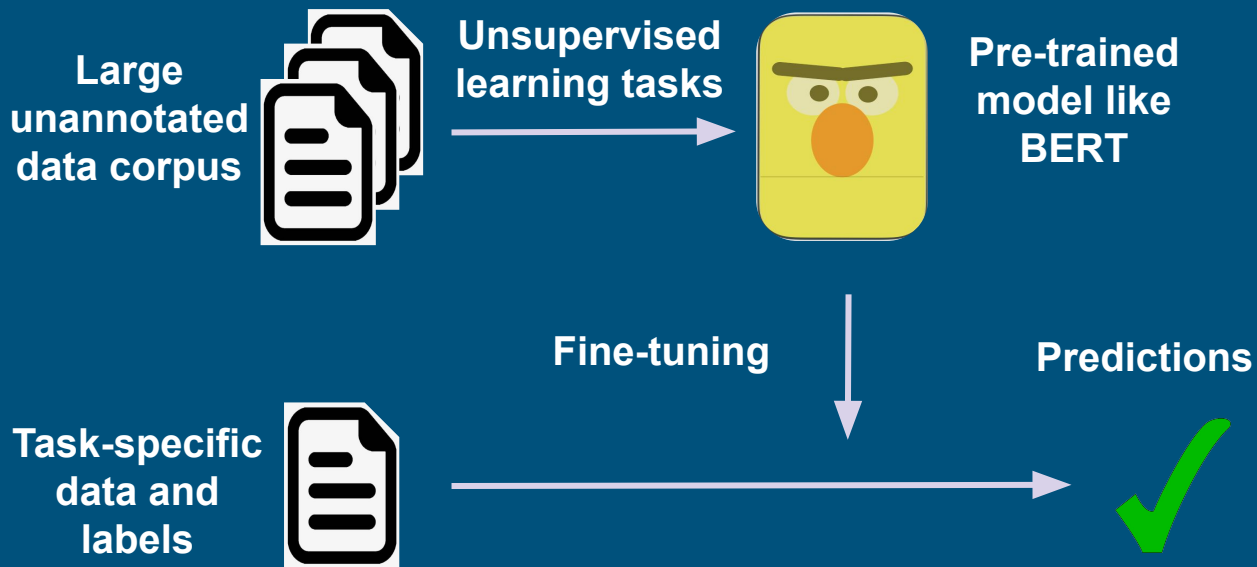 Large
unannotated
data corpus
Unsupervised
learning tasks
Pre-trained
model like
BERT
Fine-tuning
Predictions
Task-specific
data and
labels